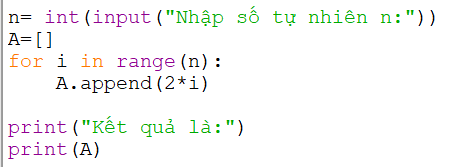 n= int(input("Nhập số tự nhiên n:"))
A=[]
for i in range(n):
    A.append(2*i)

print("Kết quả là:")
print(A)